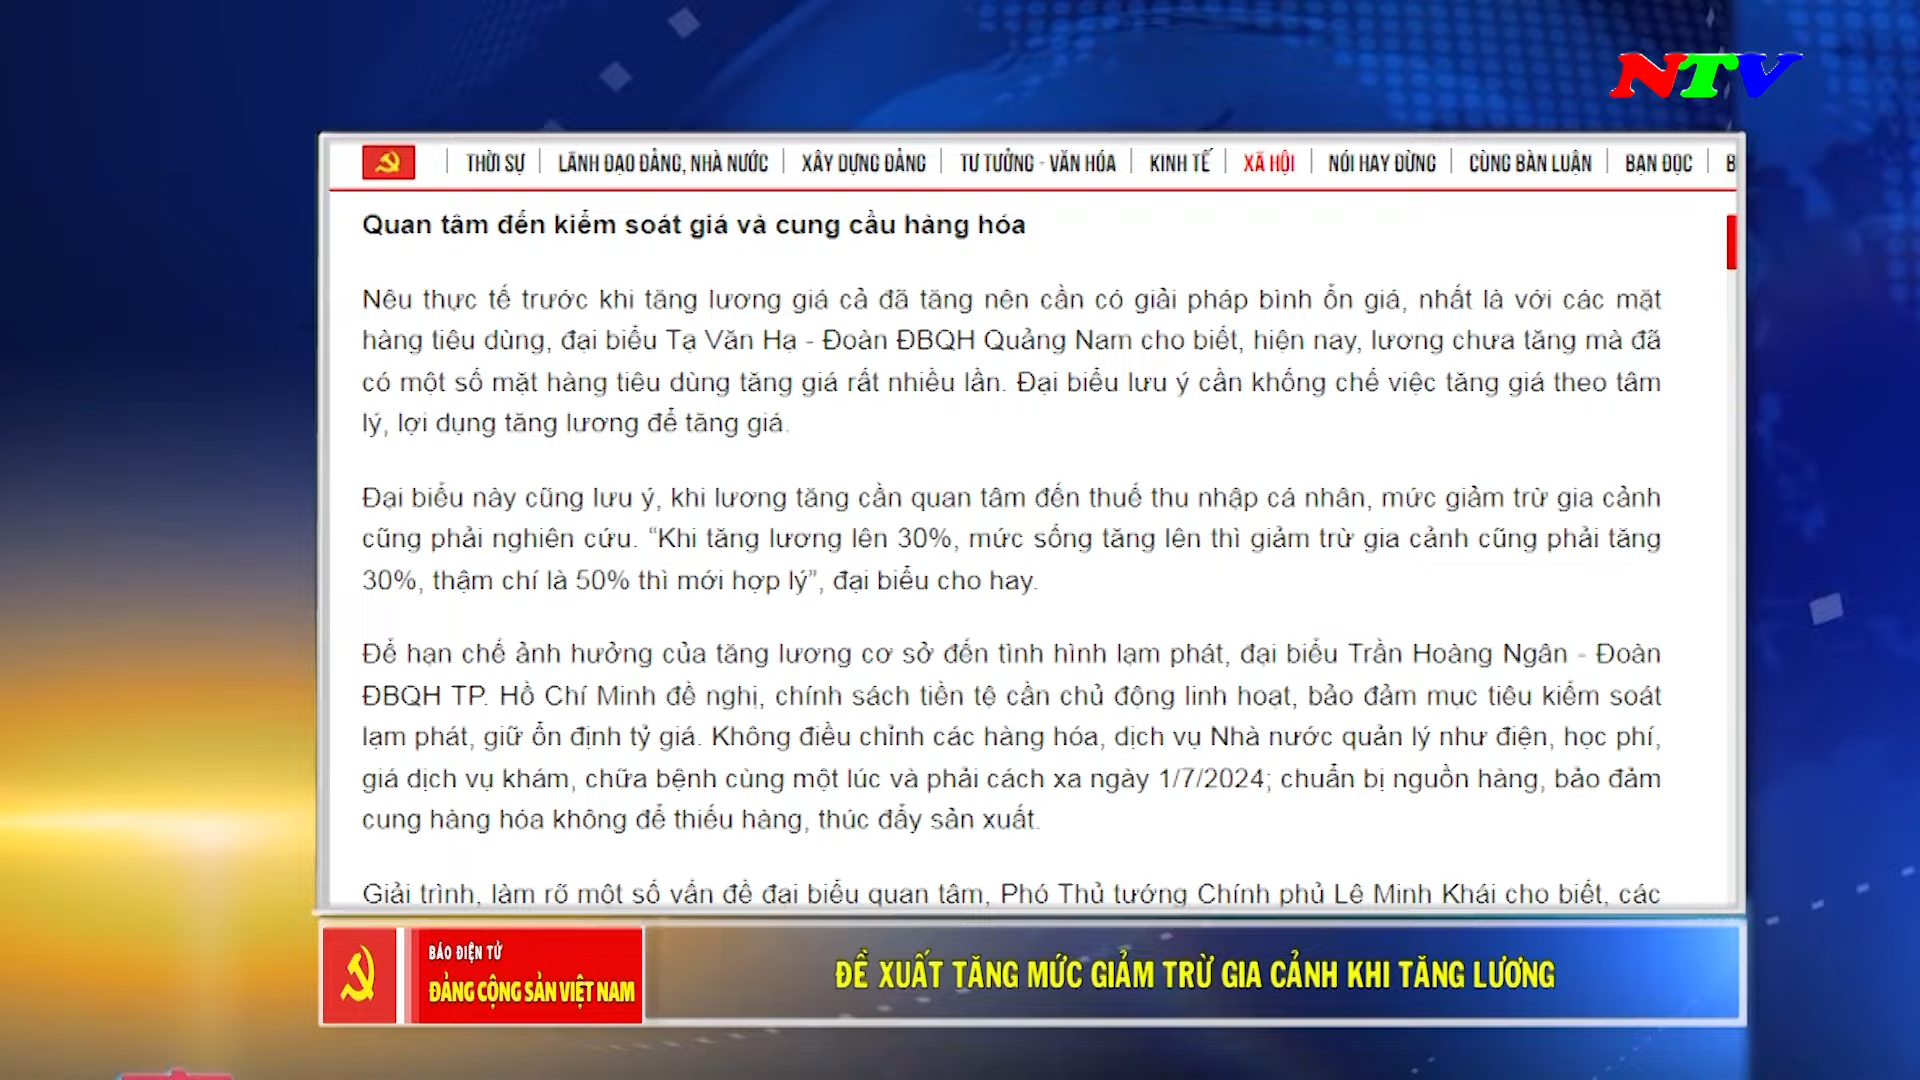 NTV
THỜI SỰ
LÃNH ĐẠO ĐẢNG, NHÀ NƯỚC
XÂY DỰNG ĐẢNG
TƯ TƯỞNG - VĂN HÓA
KINH TẾ
XÃ HỘI
NÓI HAY ĐỪNG
CÙNG BÀN LUẬN
BẠN ĐỌC
Quan tâm đến kiểm soát giá và cung cầu hàng hóa
Nêu thực tế trước khi tăng lương giá cả đã tăng nên cần có giải pháp bình ổn giá, nhất là với các mặt
hàng tiêu dùng, đại biểu Tạ Văn Hạ - Đoàn ĐBQH Quảng Nam cho biết, hiện nay, lương chưa tăng mà đã
có một số mặt hàng tiêu dùng tăng giá rất nhiều lần. Đại biểu lưu ý cần khống chế việc tăng giá theo tâm
lý, lợi dụng tăng lương để tăng giá.
Đại biểu này cũng lưu ý, khi lương tăng cần quan tâm đến thuế thu nhập cá nhân, mức giảm trừ gia cảnh
cũng phải nghiên cứu. “Khi tăng lương lên 30%, mức sống tăng lên thì giảm trừ gia cảnh cũng phải tăng
30%, thậm chí là 50% thì mới hợp lý”, đại biểu cho hay.
Để hạn chế ảnh hưởng của tăng lương cơ sở đến tình hình lạm phát, đại biểu Trần Hoàng Ngân - Đoàn
ĐBQH TP. Hồ Chí Minh đề nghị, chính sách tiền tệ cần chủ động linh hoạt, bảo đảm mục tiêu kiểm soát
lạm phát, giữ ổn định tỷ giá. Không điều chỉnh các hàng hóa, dịch vụ Nhà nước quản lý như điện, học phí,
giá dịch vụ khám, chữa bệnh cùng một lúc và phải cách xa ngày 1/7/2024; chuẩn bị nguồn hàng, bảo đảm
cung hàng hóa không để thiếu hàng, thúc đẩy sản xuất.
Giải trình, làm rõ một số vấn đề đại biểu quan tâm, Phó Thủ tướng Chính phủ Lê Minh Khái cho biết, các
BÁO ĐIỆN TỬ
ĐẢNG CỘNG SẢN VIỆT NAM
ĐỀ XUẤT TĂNG MỨC GIẢM TRỪ GIA CẢNH KHI TĂNG LƯƠNG